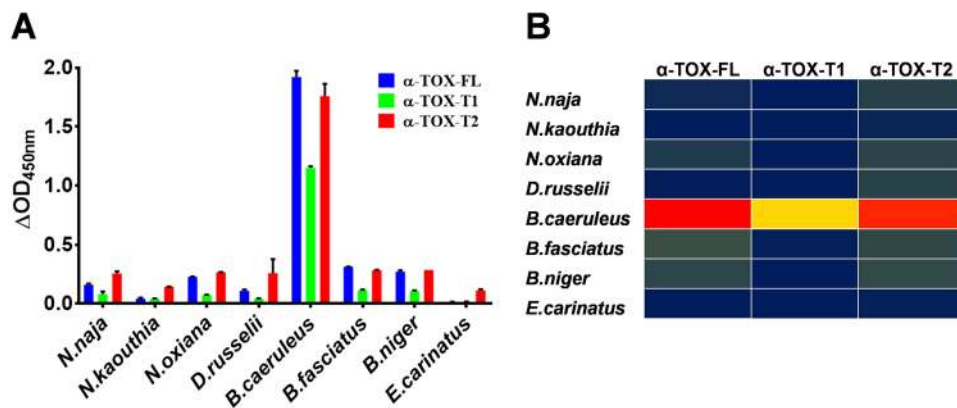 A
2.0
1.5
1.0
0.5
0.0
ΔOD450nm
α-TOX-FL
α-TOX-T1
α-TOX-T2
N.naja
N.kaouthia
N.oxiana
D.russelii
B.caeruleus
B.fasciatus
B.niger
E.carinatus
B
α-TOX-FL α-TOX-T1 α-TOX-T2
N.naja
N.kaouthia
N.oxiana
D.russelii
B.caeruleus
B.fasciatus
B.niger
E.carinatus